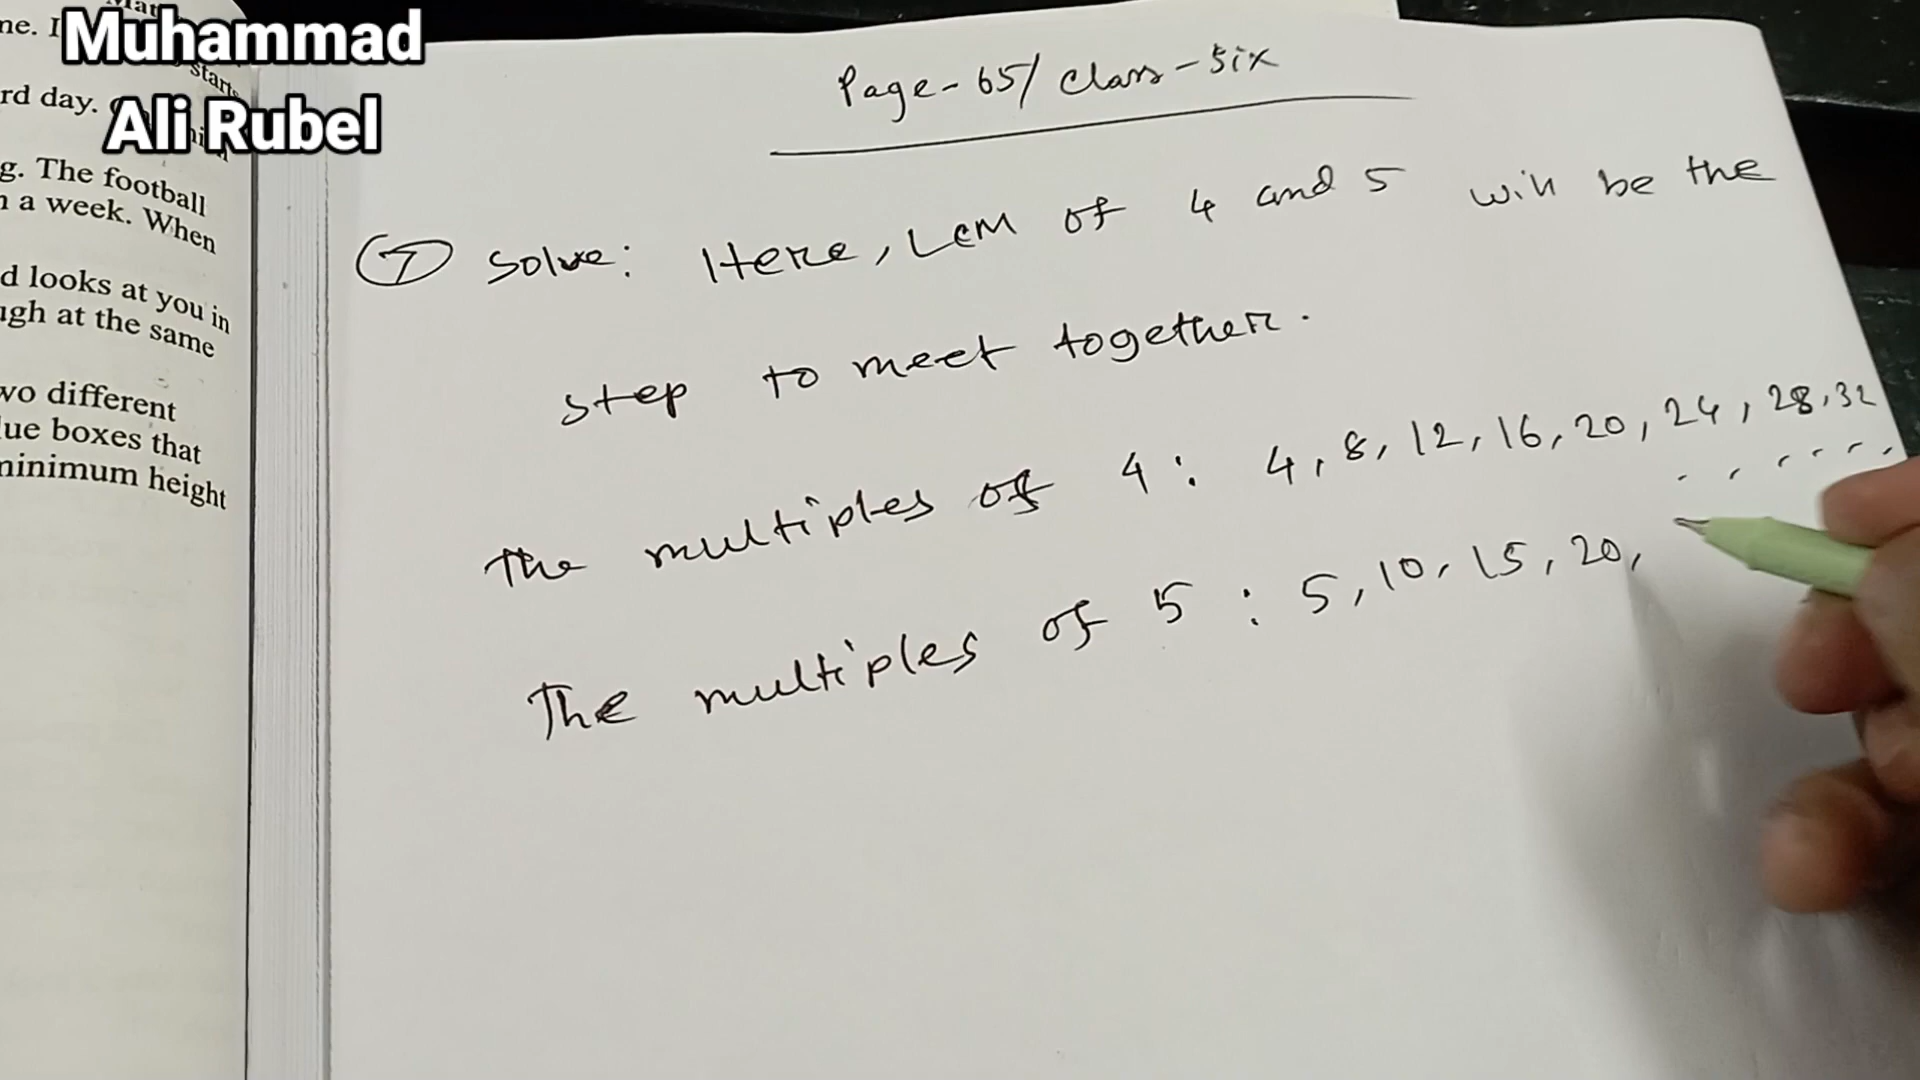 Muhammad
Ali Rubel
ne. I
starts
rd day.
g. The football
a week. When
d looks at you in
ugh at the same
wo different
lue boxes that
minimum height
Page-65/ Class-Six
7 Solve: Here, LCM of 4 and 5 will be the
step to meet together.
The multiples of 4: 4, 8, 12, 16, 20, 24, 28, 32
. . . . . .
The multiples of 5: 5, 10, 15, 20,